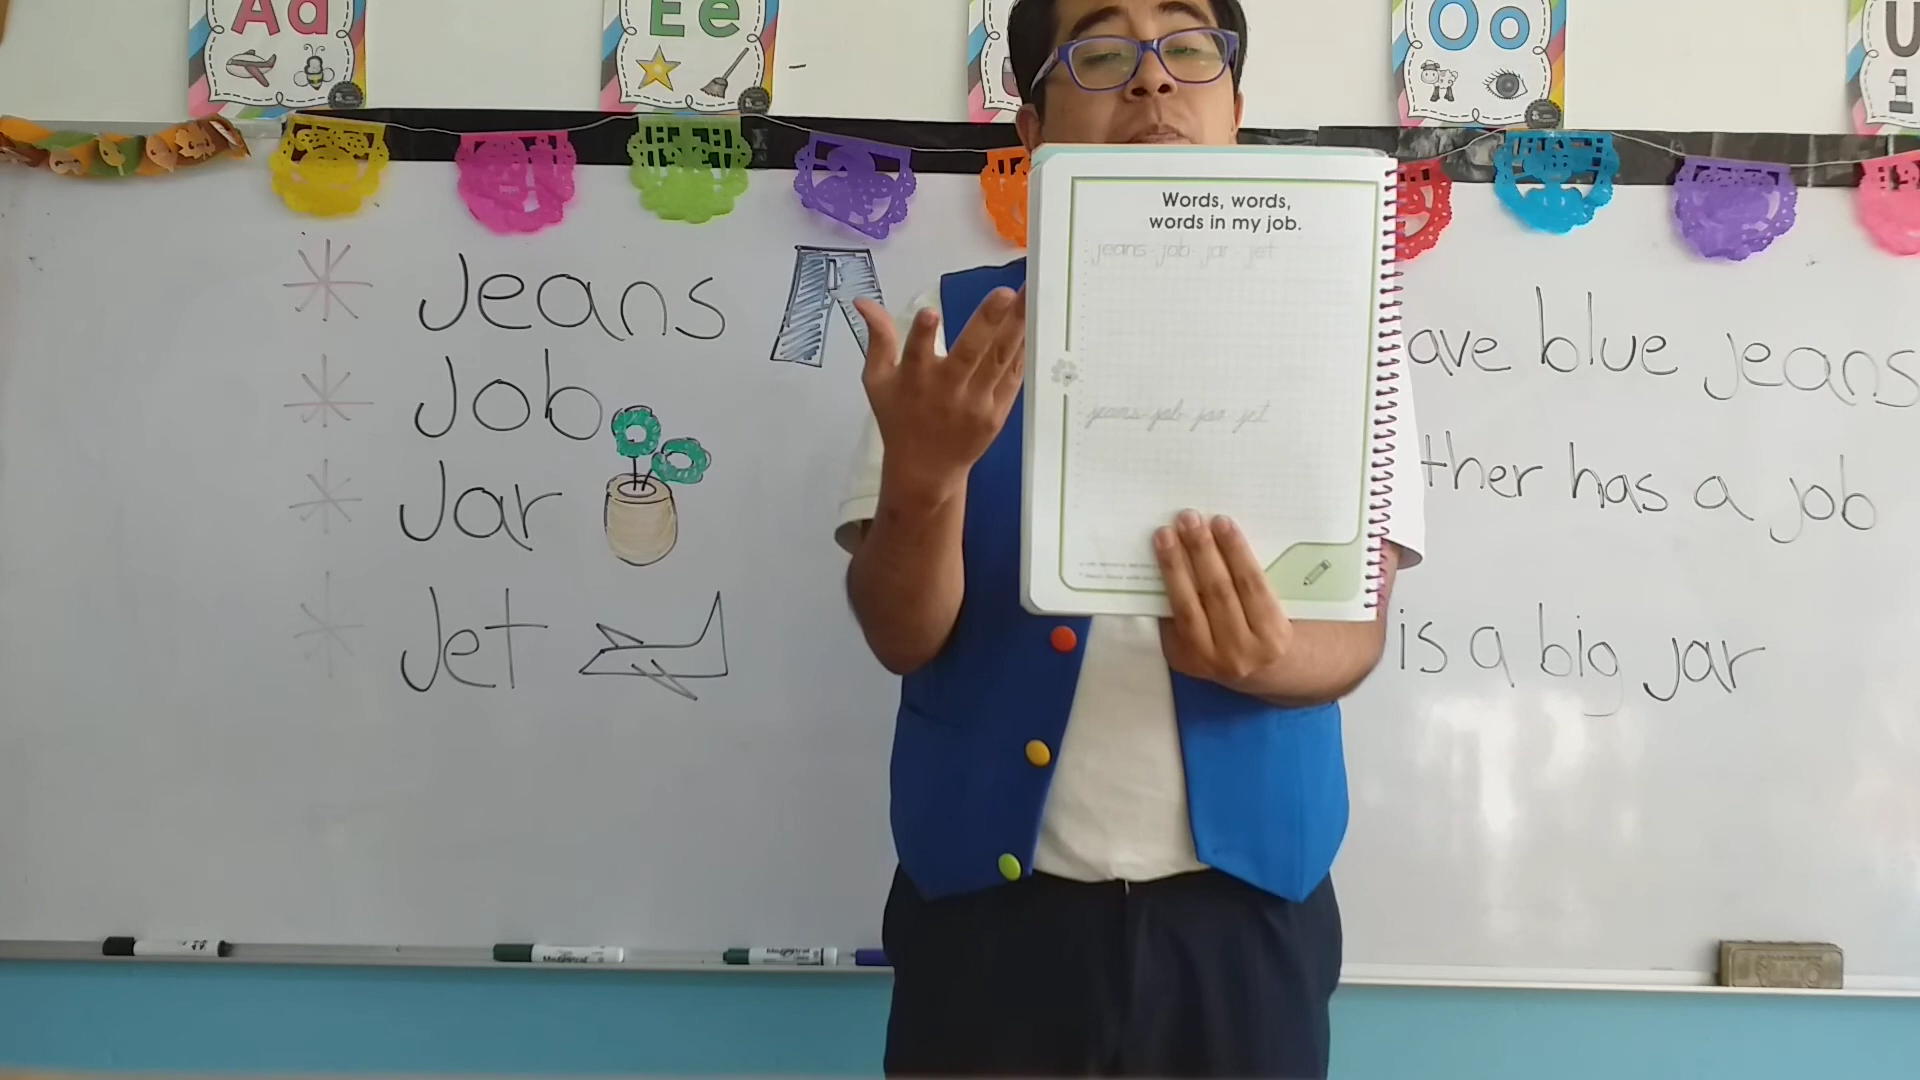 Aa
Ee
Oo
U
Jeans
Job
Jar
Jet
Words, words,
words in my job.
jeans-job-jar-jet
jeans-job-jar-jet
ave blue jeans
ther has a job
is a big jar